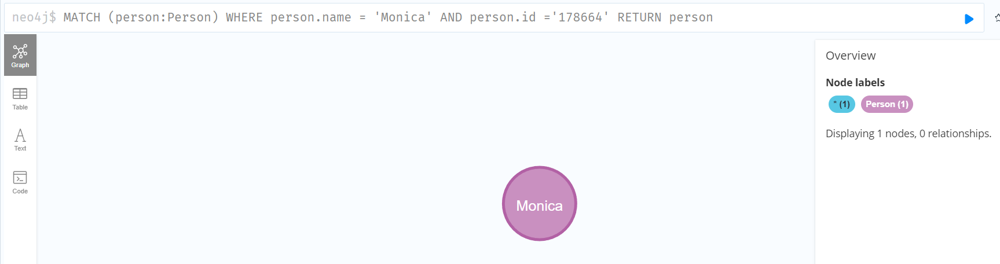 neo4j$ MATCH (person:Person) WHERE person.name = 'Monica' AND person.id ='178664' RETURN person
Graph
Table
Text
Code
Monica
Overview
Node labels
* (1) Person (1)
Displaying 1 nodes, 0 relationships.